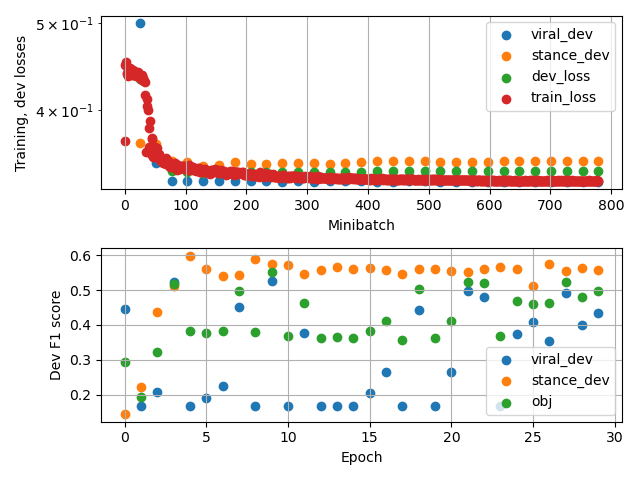 5 × 10⁻¹
4 × 10⁻¹
Training, dev losses
viral_dev
stance_dev
dev_loss
train_loss
0 100 200 300 400 500 600 700 800
Minibatch
0.6
0.5
0.4
0.3
0.2
Dev F1 score
viral_dev
stance_dev
obj
0 5 10 15 20 25 30
Epoch